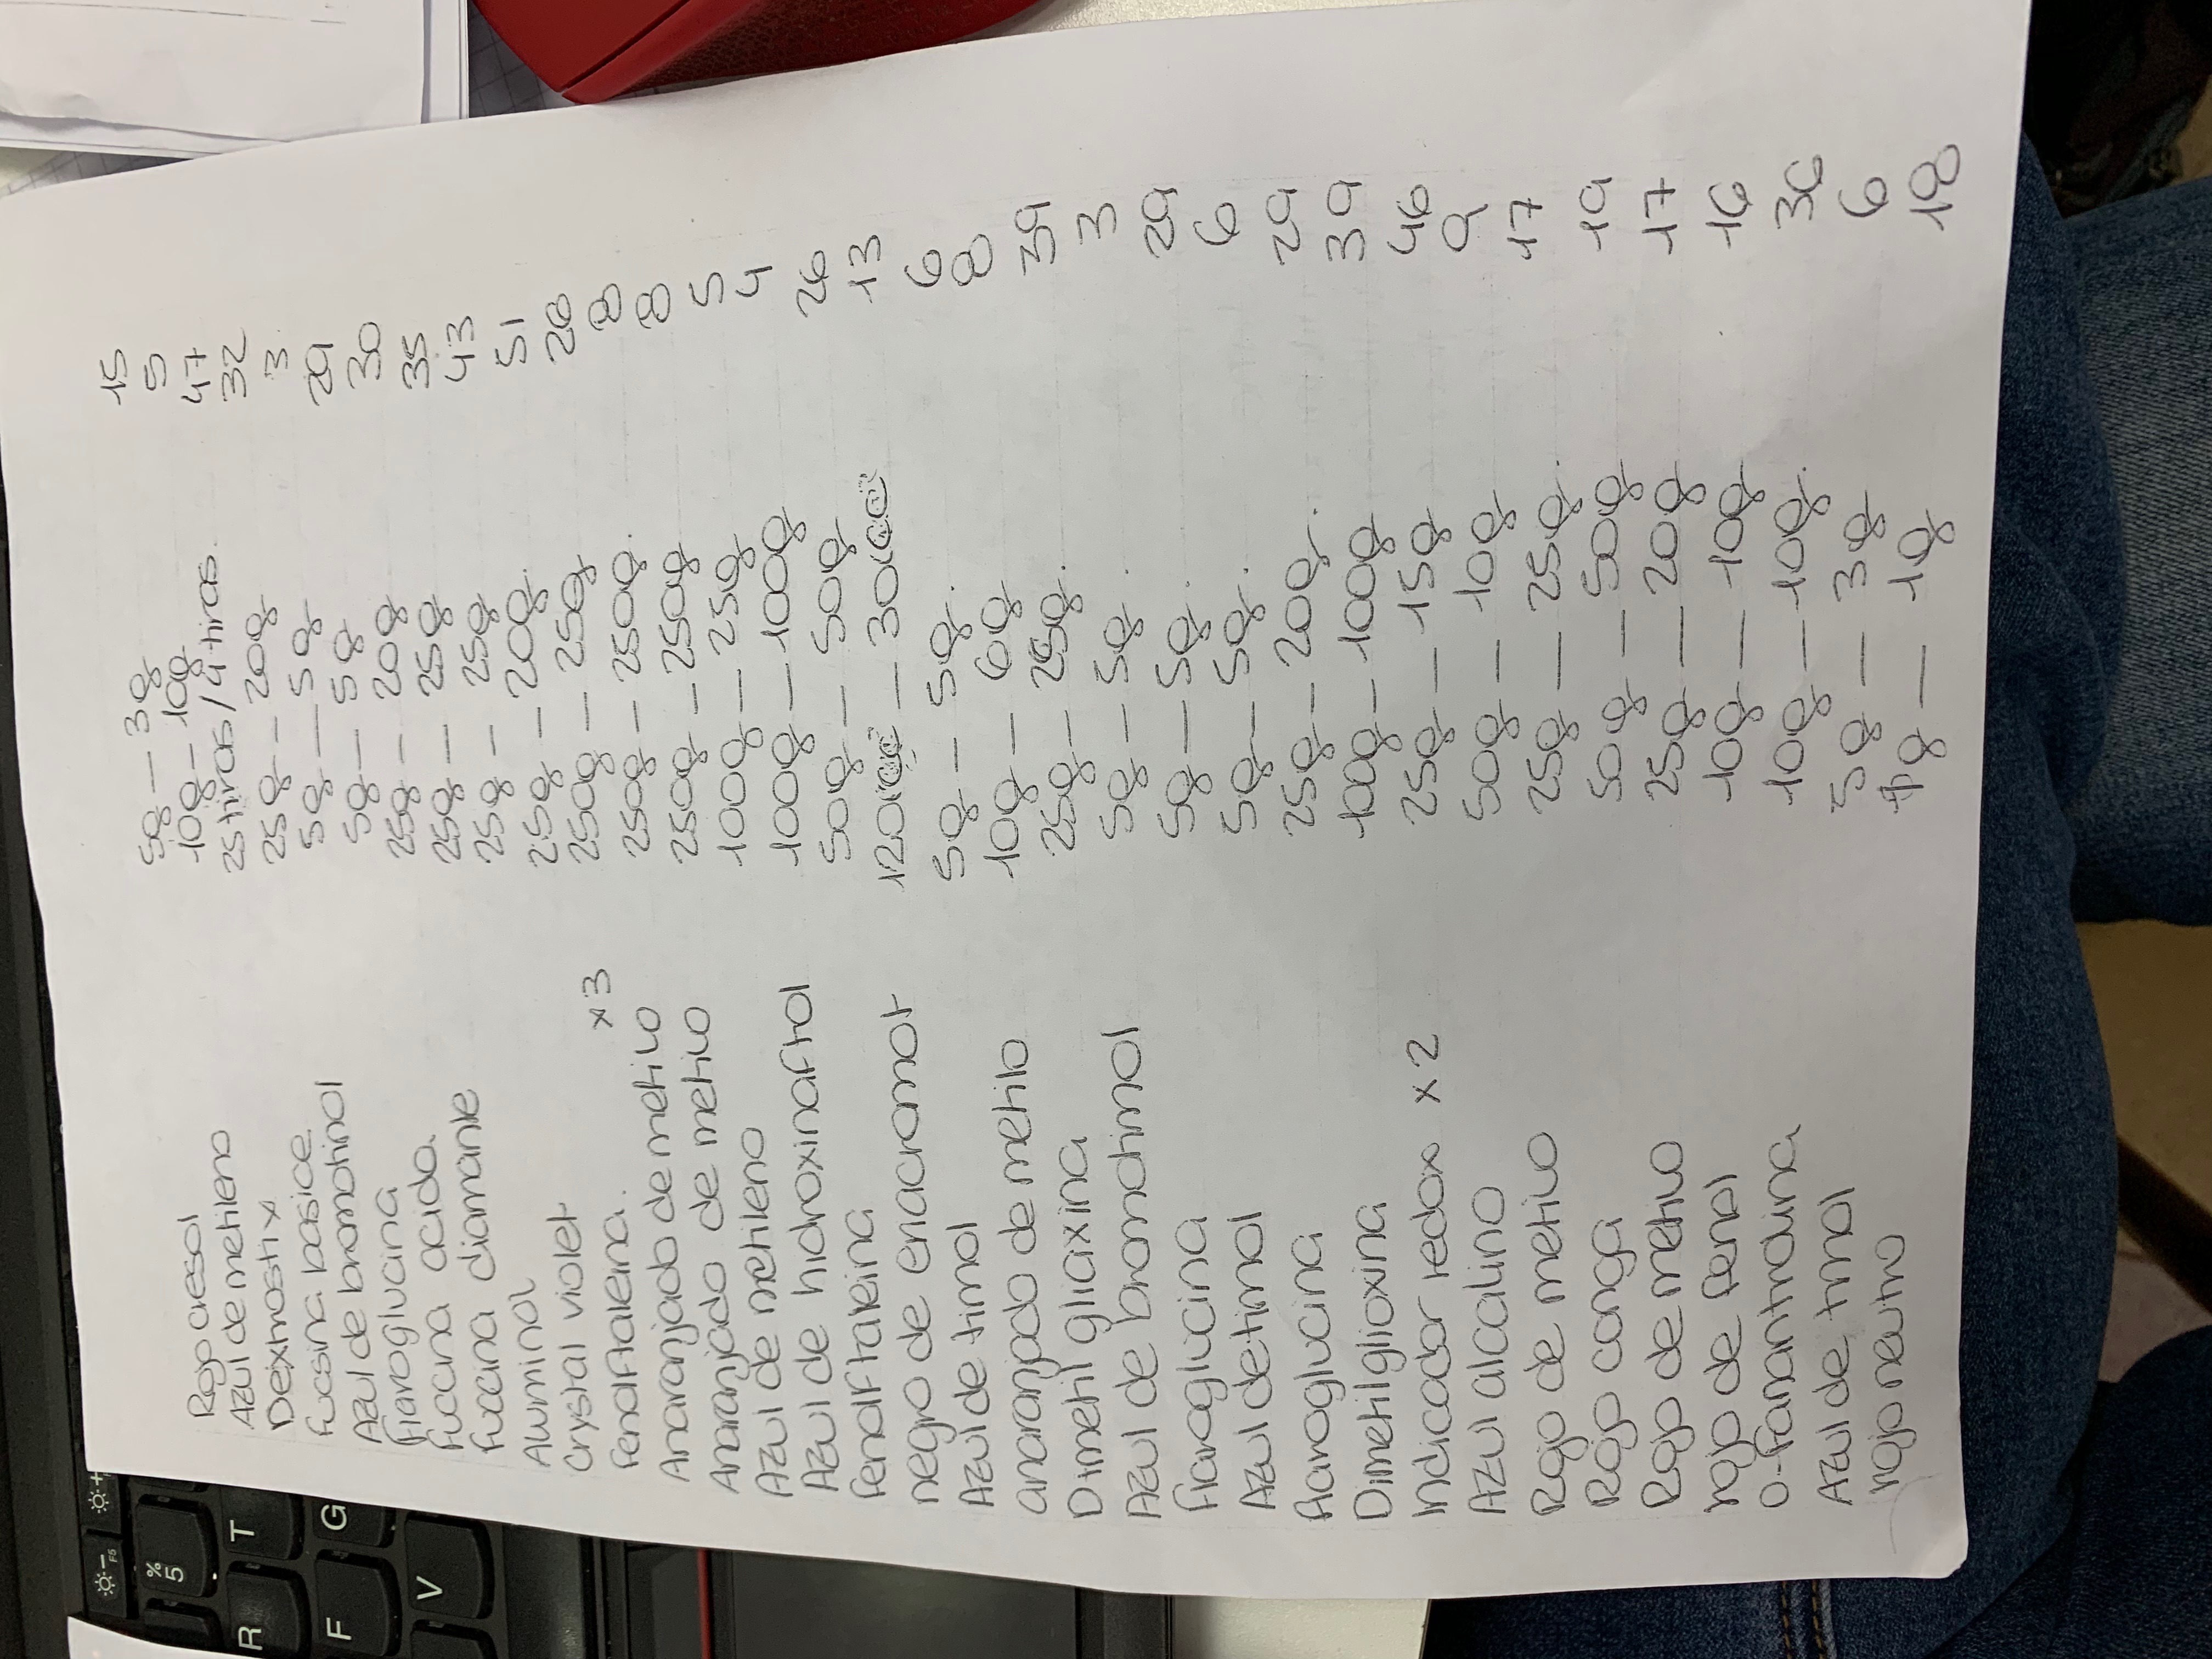 F5
% 5
R T
F G
V
Rojo cresol 5g — 3g 15
Azul de metileno 10g — 10g 5
Dextrostix 25 tiras / 4 tiras. 47
Fucsina basice 25g — 20g 32
Azul de bromotinol 5g — 5g 3
Fiaroglucina 5g — 5g 29
Fuccina acida 25g — 20g 30
Fuccina diamante 25g — 25g 35
Aluminol 25g — 25g 43
Crystal violet 25g — 20g. 51
Fenolftaleina. x3 250g — 25g 26
Anaranjado de metilo 250g — 250g. 8
Anaranjado de metilo 250g — 250g 8
Azul de metileno 100g — 25g 5
Azul de hidroxinaftol 100g — 100g 4
Fenolftaleina 50g — 50g 26
negro de eriacromot 120cc — 30cc 13
Azul de timol 5g — 5g. 6
anaranjado de metilo 10g — 6g 8
Dimetil gliaxina 25g — 25g. 39
Azul de bromotimol 5g — 5g. 3
fiaroglucina 5g — 5g. 29
Azul de timol 5g — 5g. 6
fiaroglucina 25g — 20g. 29
Dimetilglioxina 100g — 100g 39
Indicador redox x2 25g — 15g 46
Azul alcalino 50g — 10g 9
Rojo de metilo 25g — 25g. 17
Rojo conga 50g — 50g 19
Rojo de metilo 25g — 20g 17
rojo de fenol 10g — 10g 16
O-fanantrolina 10g — 10g. 36
Azul de timol 5g — 3g 6
rojo neutro g — 1g 18